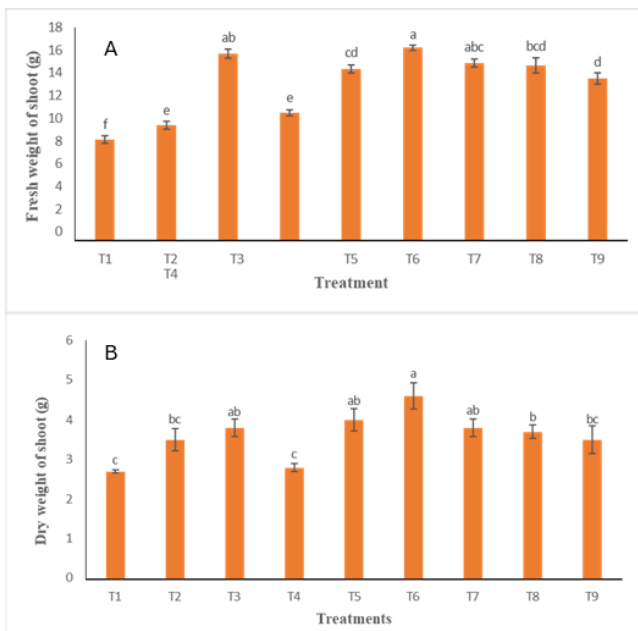 A
Fresh weight of shoot (g)
18
16
14
12
10
8
6
4
2
0
f
e
ab
e
cd
a
abc
bcd
d
T1 T2 T3 T5 T6 T7 T8 T9
T4
Treatment
B
Dry weight of shoot (g)
6
5
4
3
2
1
0
c
bc
ab
c
ab
a
ab
b
bc
T1 T2 T3 T4 T5 T6 T7 T8 T9
Treatments